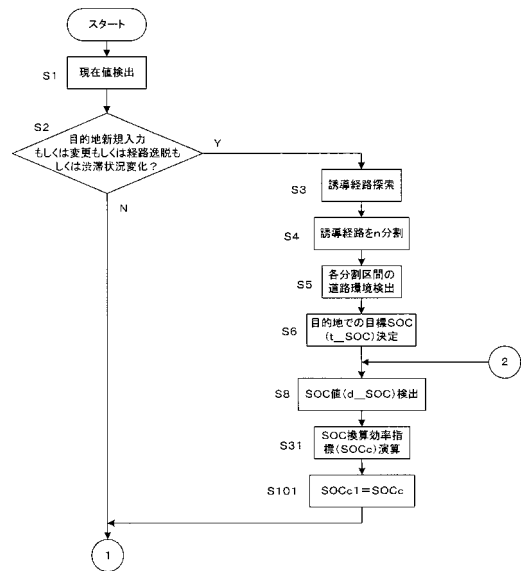 スタート
S1
現在値検出
S2
目的地新規入力
もしくは変更もしくは経路逸脱も
しくは渋滞状況変化?
Y
N
S3
誘導経路探索
S4
誘導経路をn分割
S5
各分割区間の
道路環境検出
S6
目的地での目標SOC
(t__SOC)決定
2
S8
SOC値(d__SOC)検出
S31
SOC換算効率指
標(SOCc)演算
S101
SOCc1=SOCc
1